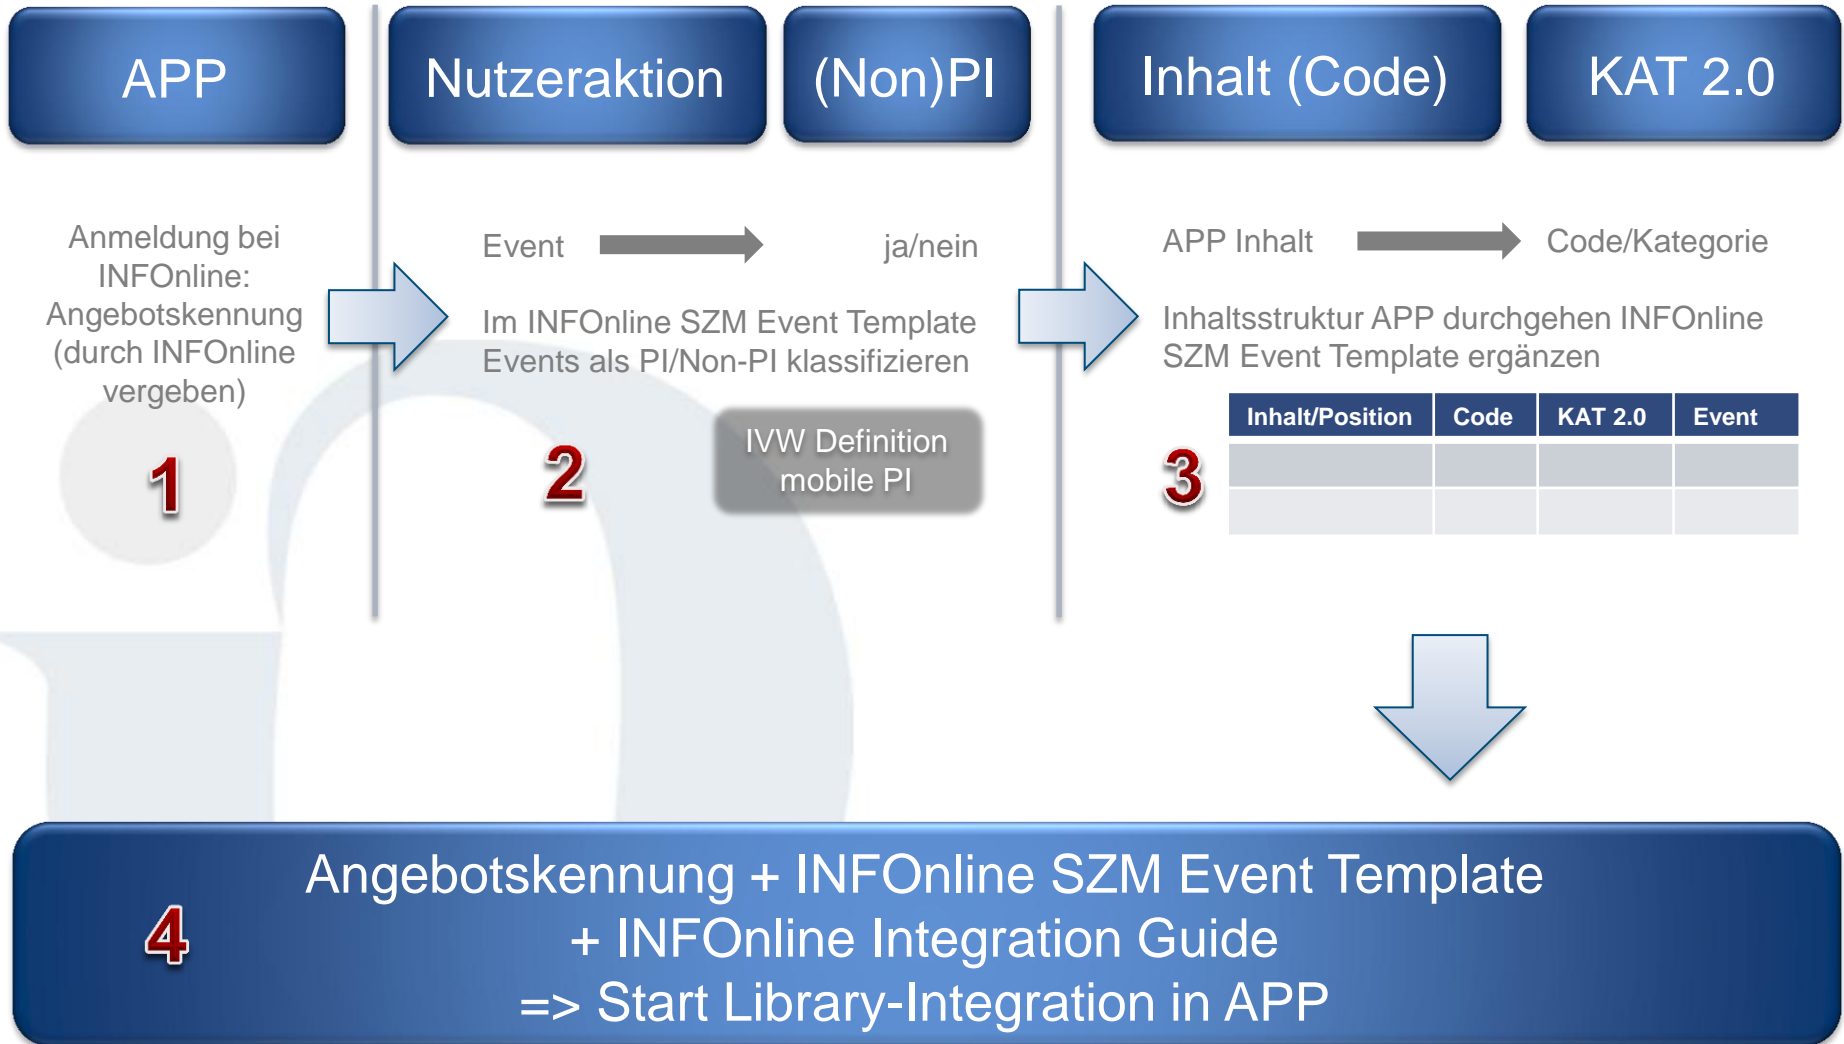 APP
Nutzeraktion
(Non)PI
Inhalt (Code)
KAT 2.0
Anmeldung bei
INFOnline:
Angebotskennung
(durch INFOnline
vergeben)
1
Event
ja/nein
Im INFOnline SZM Event Template
Events als PI/Non-PI klassifizieren
2
IVW Definition
mobile PI
APP Inhalt
Code/Kategorie
Inhaltsstruktur APP durchgehen INFOnline
SZM Event Template ergänzen
3
Inhalt/Position Code KAT 2.0 Event
4
Angebotskennung + INFOnline SZM Event Template
+ INFOnline Integration Guide
=> Start Library-Integration in APP